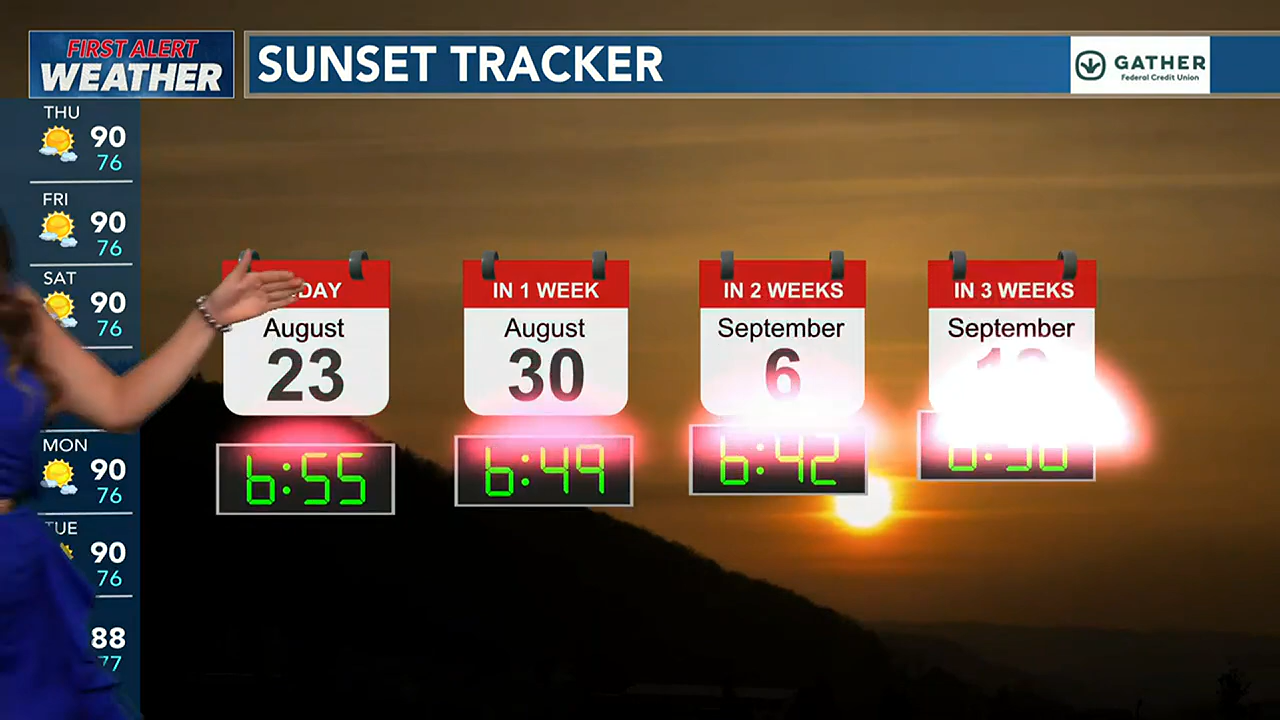 FIRST ALERT
WEATHER
SUNSET TRACKER
GATHER
Federal Credit Union
THU
90
76
FRI
90
76
SAT
90
76
MON
90
76
TUE
90
76
88
77
August
23
6:55
IN 1 WEEK
August
30
6:49
IN 2 WEEKS
September
6
6:42
IN 3 WEEKS
September